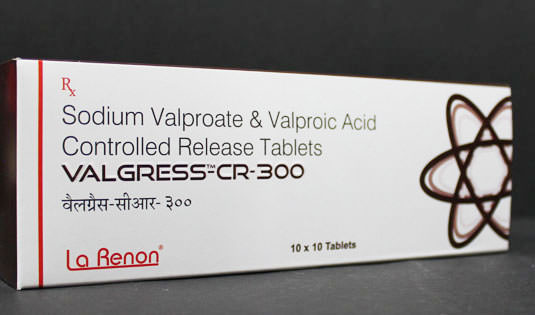 Rx
Sodium Valproate & Valproic Acid
Controlled Release Tablets
VALGRESS™-CR-300
वैलग्रैस-सीआर- ३००
10 x 10 Tablets
La Renon®